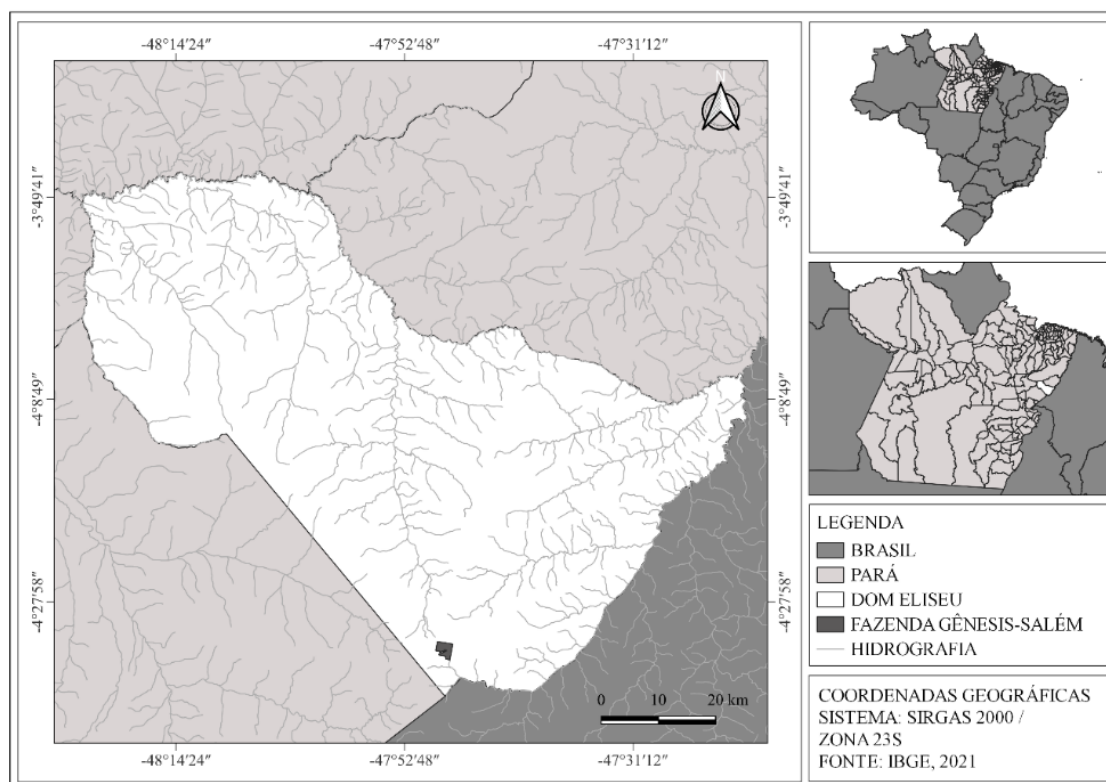 -48°14'24″ -47°52'48″ -47°31'12″
N
-3°49'41″ -3°49'41″
-4°8'49″ -4°8'49″
-4°27'58″ -4°27'58″
0 10 20 km
-48°14'24″ -47°52'48″ -47°31'12″
LEGENDA
BRASIL
PARÁ
DOM ELISEU
FAZENDA GÊNESIS-SALÉM
HIDROGRAFIA
COORDENADAS GEOGRÁFICAS
SISTEMA: SIRGAS 2000 /
ZONA 23S
FONTE: IBGE, 2021